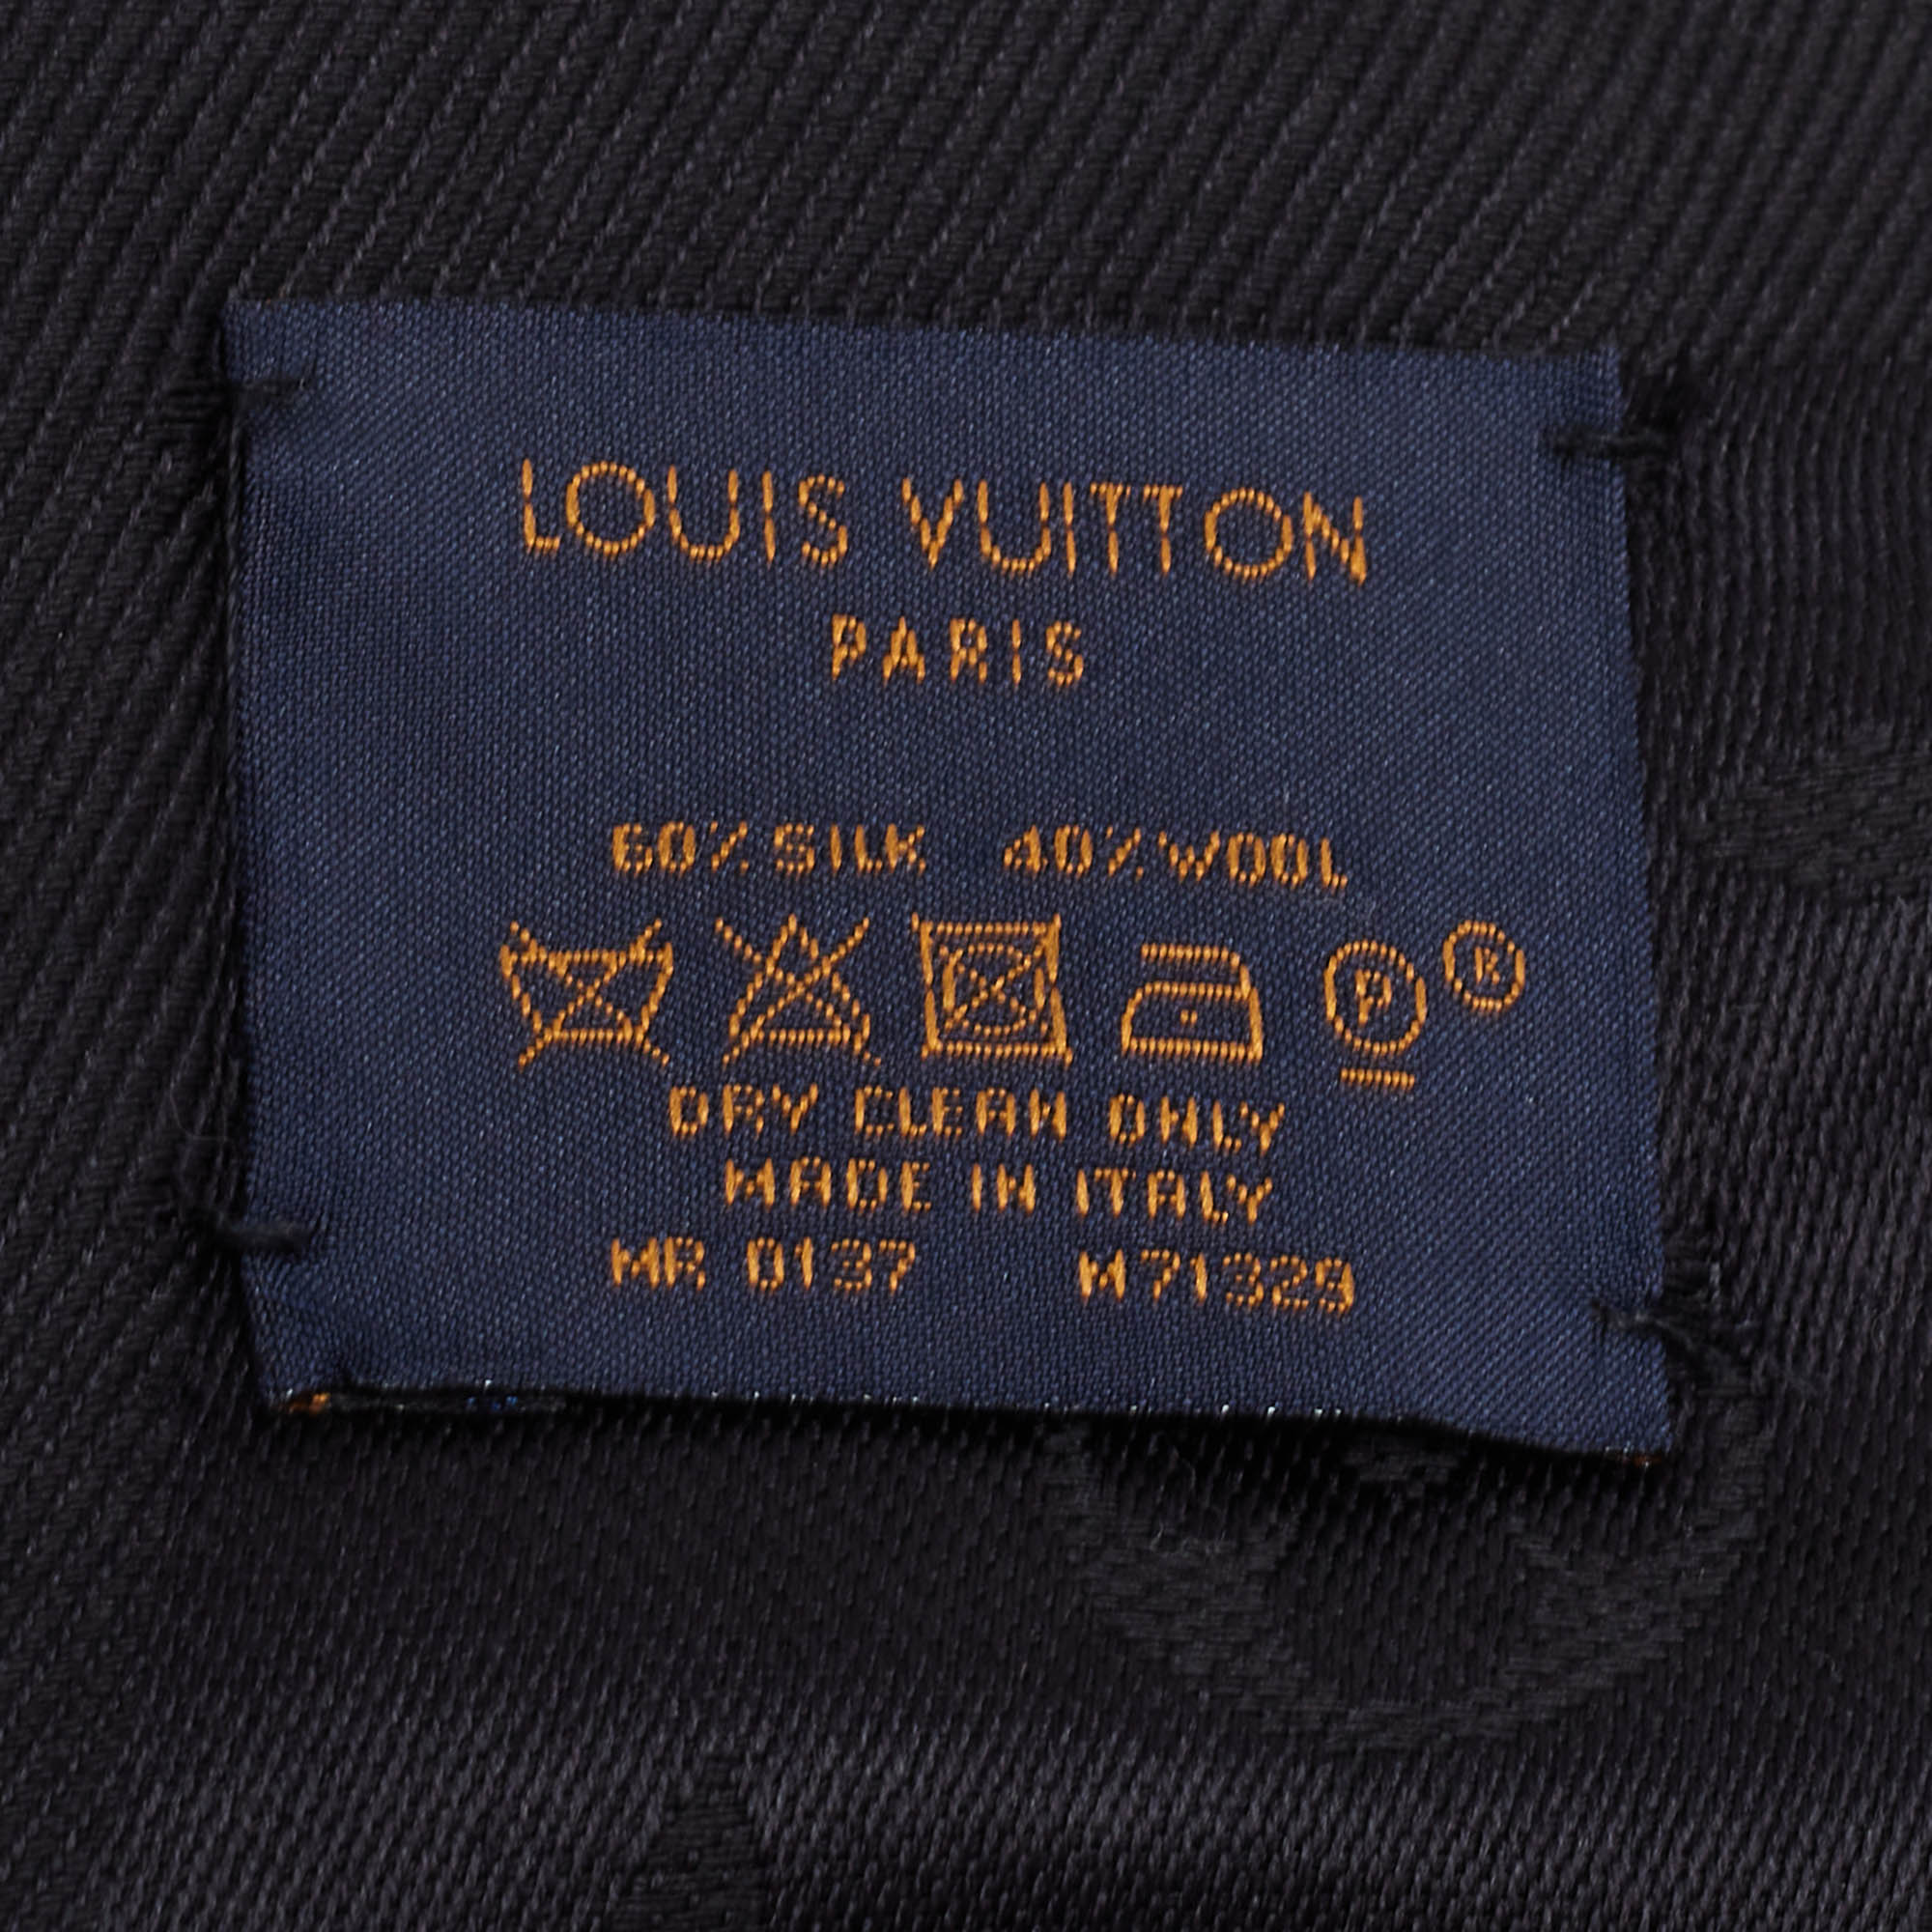 LOUIS VUITTON
PARIS
60% SILK 40% WOOL
P ®
DRY CLEAN ONLY
MADE IN ITALY
MR 0137 M71329